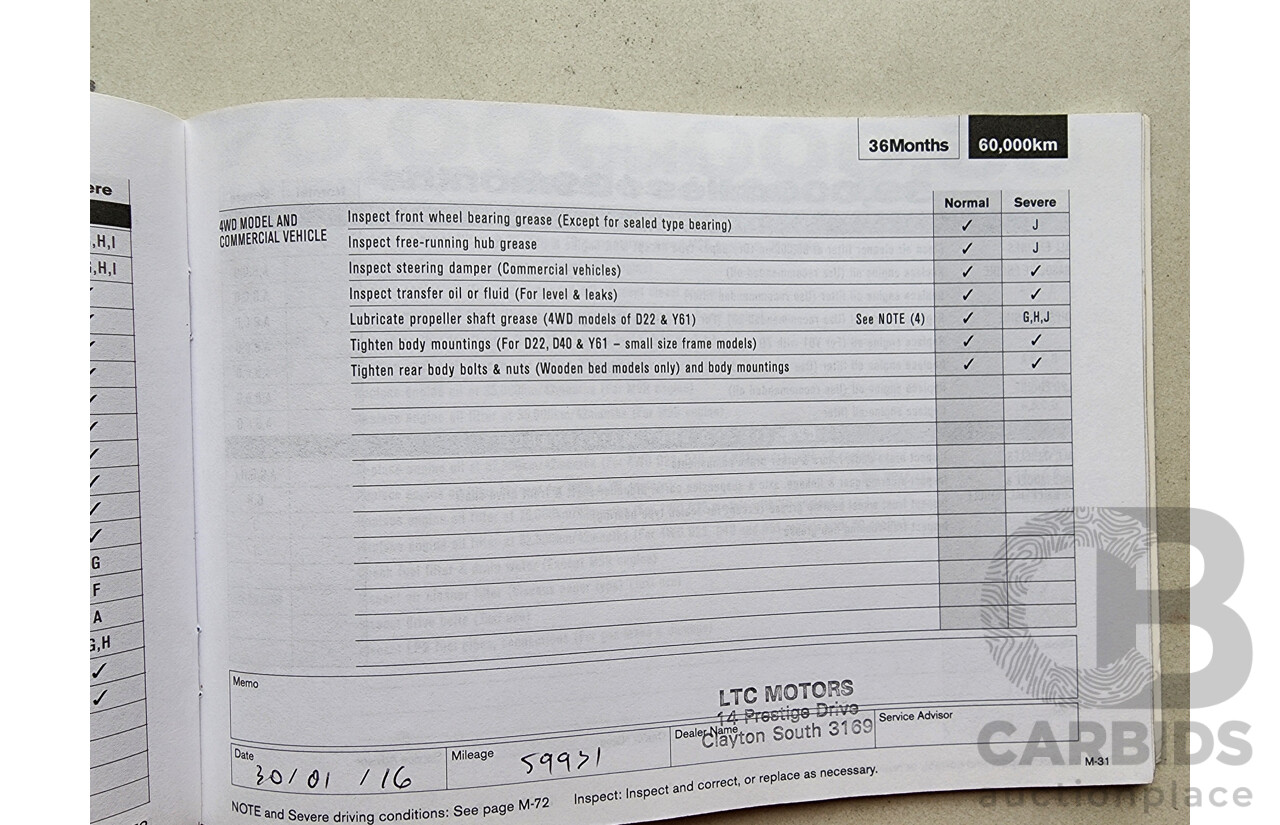 36Months 60,000km
Normal Severe
4WD MODEL AND
COMMERCIAL VEHICLE
Inspect front wheel bearing grease (Except for sealed type bearing) ✓ J
Inspect free-running hub grease ✓ J
Inspect steering damper (Commercial vehicles) ✓ ✓
Inspect transfer oil or fluid (For level & leaks) ✓ ✓
Lubricate propeller shaft grease (4WD models of D22 & Y61) See NOTE (4) ✓ G,H,J
Tighten body mountings (For D22, D40 & Y61 – small size frame models) ✓ ✓
Tighten rear body bolts & nuts (Wooden bed models only) and body mountings ✓ ✓
Memo
LTC MOTORS
14 Prestige Drive
Clayton South 3169
Date 30/01/16
Mileage 59971
Dealer Name
Service Advisor
NOTE and Severe driving conditions: See page M-72 Inspect: Inspect and correct, or replace as necessary.
M-31
ere
,H,I
,H,I
✓
✓
✓
✓
✓
✓
✓
✓
✓
✓
G
F
A
G,H
✓
✓
CB
CARBIDS
auctionplace